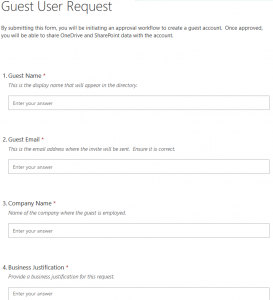 Guest User Request
By submitting this form, you will be initiating an approval workflow to create a guest account. Once approved,
you will be able to share OneDrive and SharePoint data with the account.
1. Guest Name *
This is the display name that will appear in the directory.
Enter your answer
2. Guest Email *
This is the email address where the invite will be sent. Ensure it is correct.
Enter your answer
3. Company Name *
Name of the company where the guest is employed.
Enter your answer
4. Business Justification *
Provide a business justification for this request.
Enter your answer